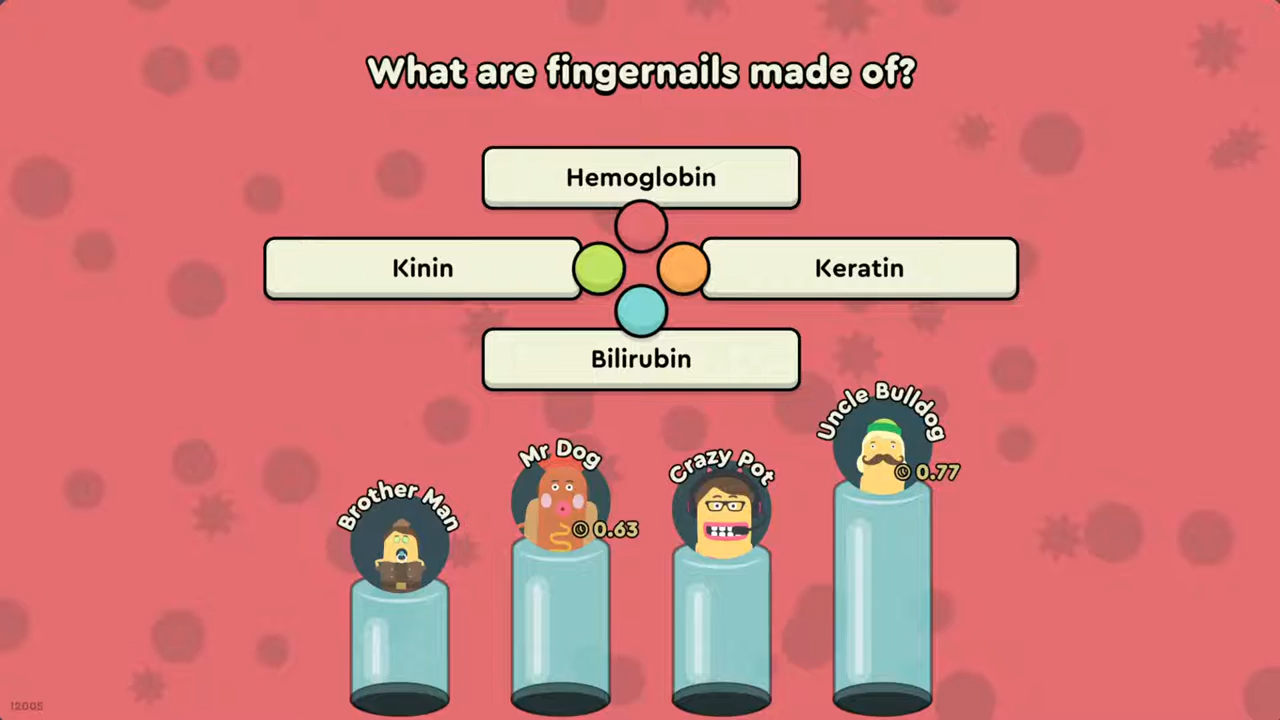 What are fingernails made of?
Hemoglobin
Kinin
Keratin
Bilirubin
Uncle Bulldog
0.77
Mr Dog
0.63
Crazy Pot
Brother Man
12005